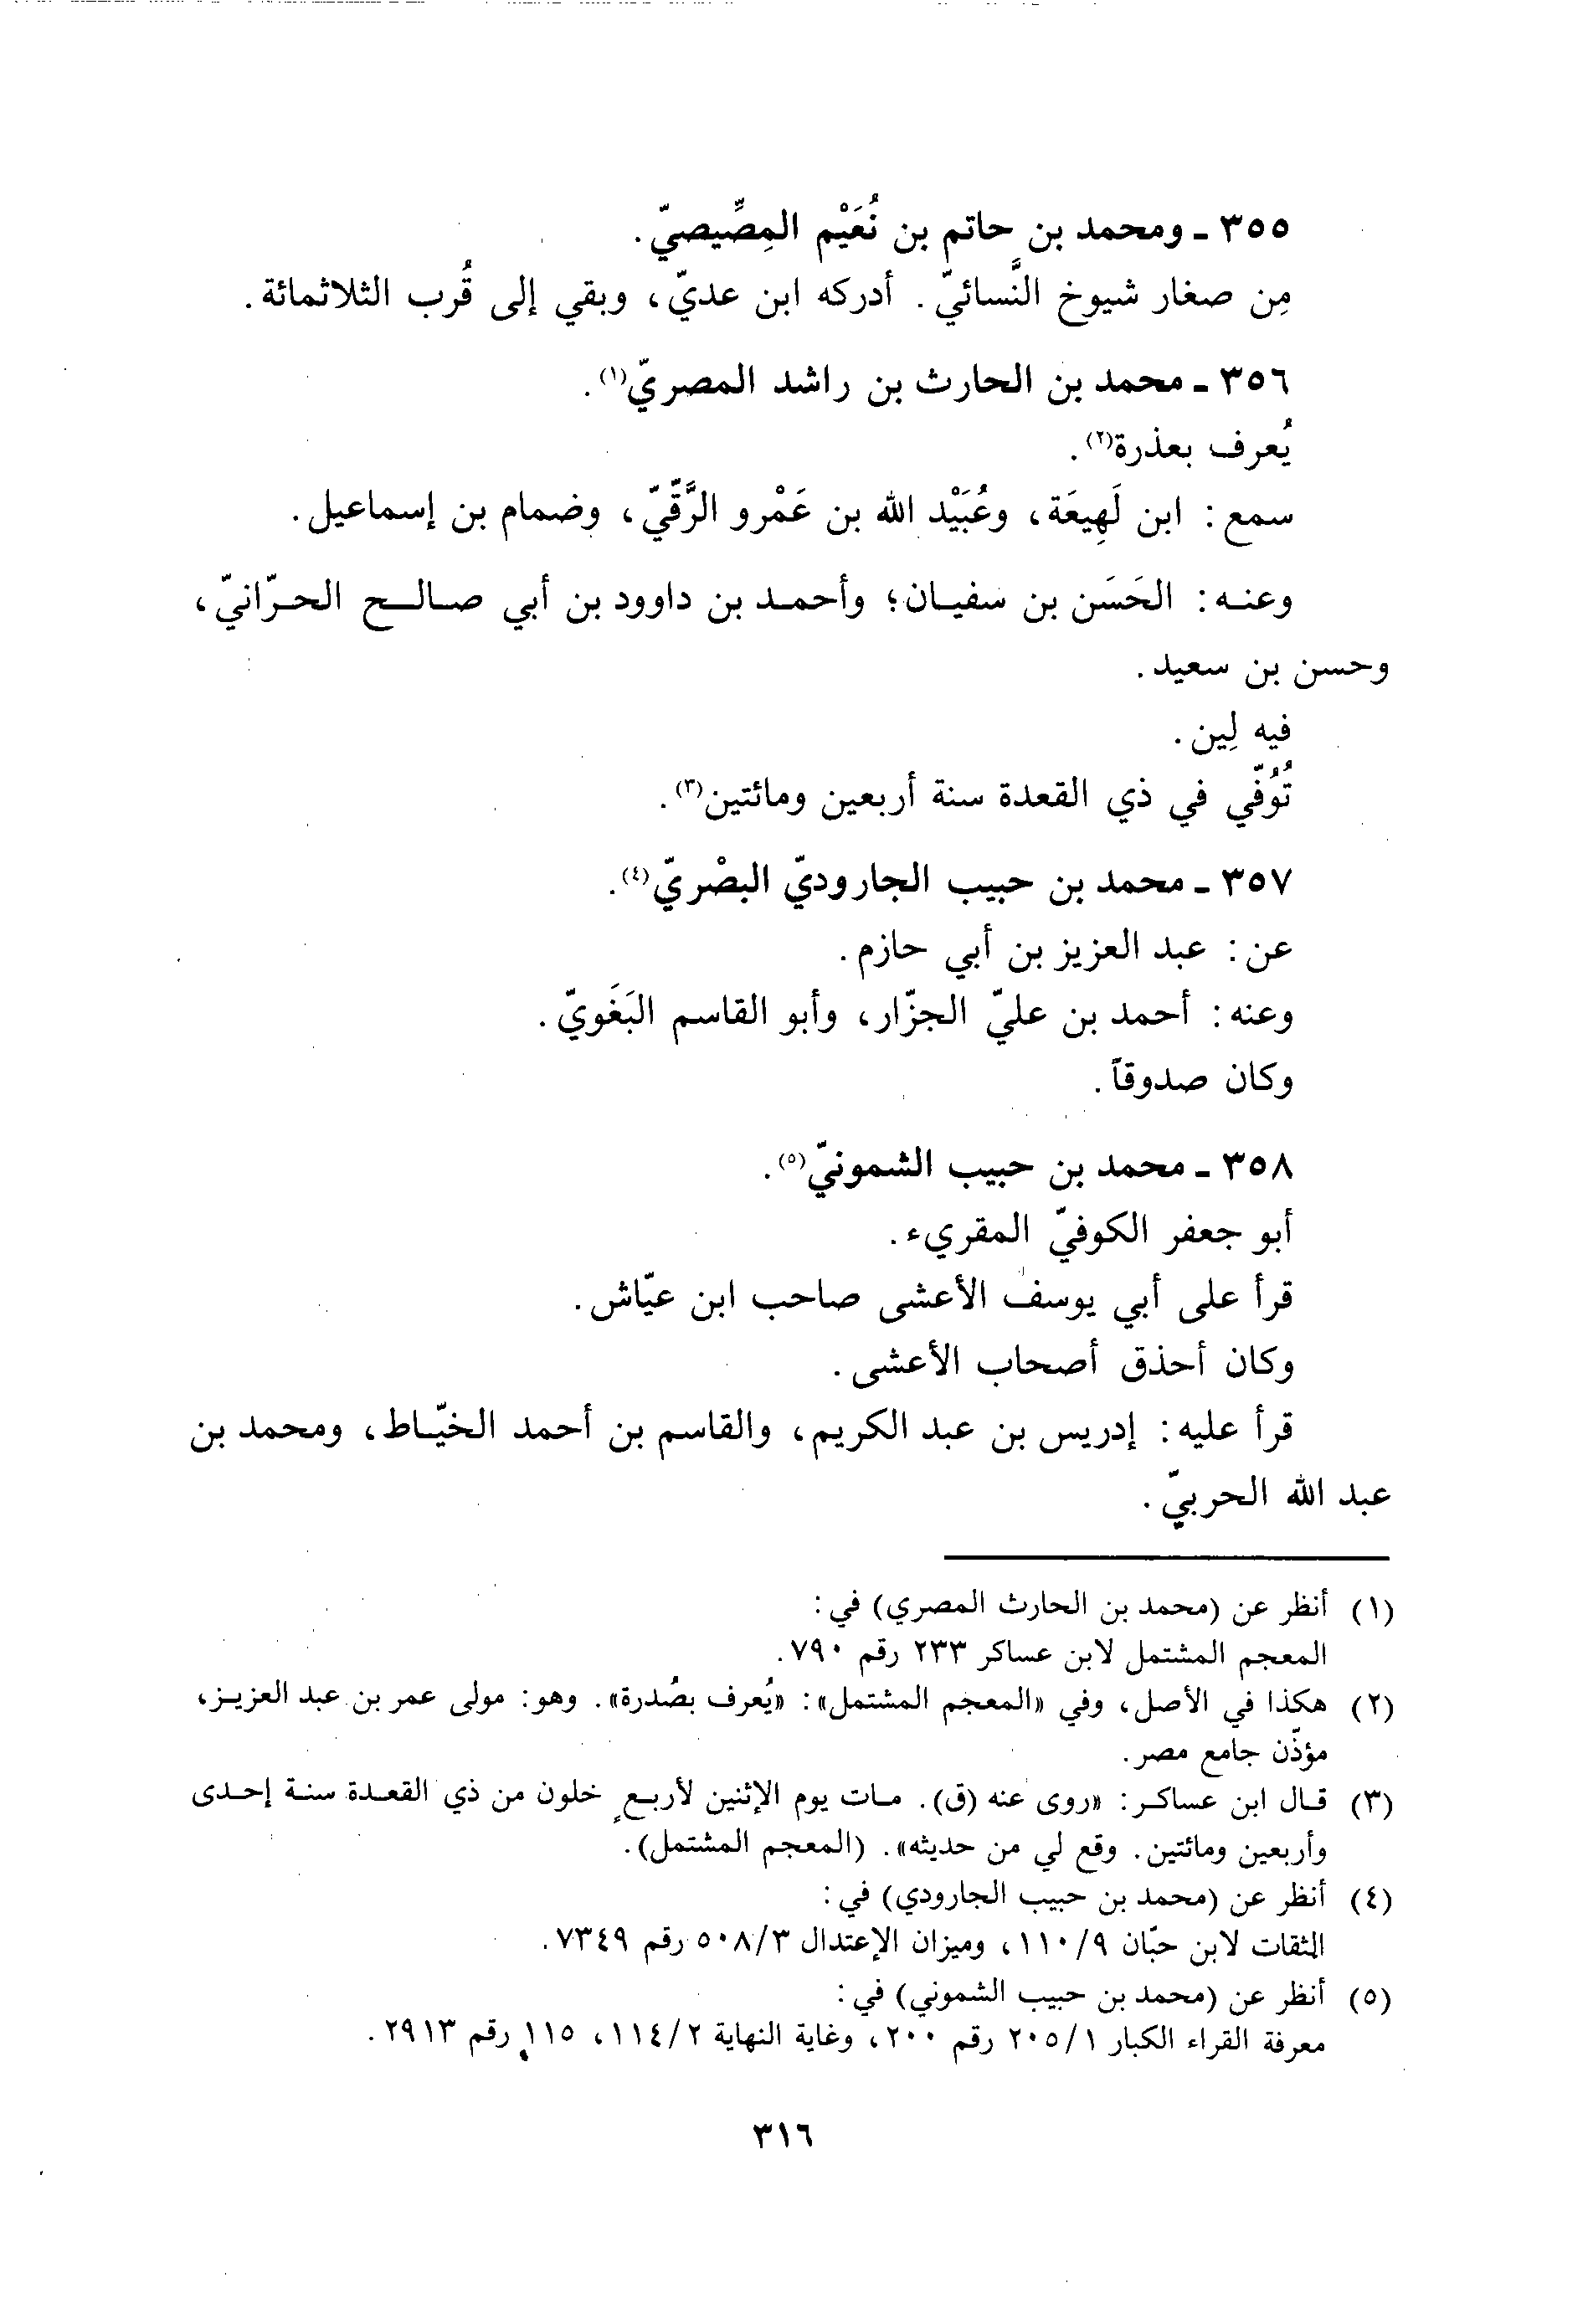 ٣٥٥ - ومحمد بن حاتم بن نُعَيْم المِصِّيصيّ.
مِن صغار شيوخ النَّسائيّ. أدركه ابن عديّ، وبقي إلى قُرب الثلاثمائة.
٣٥٦ - محمد بن الحارث بن راشد المصريّ(١).
يُعرف بعذرة(٢).
سمع: ابن لَهِيعَة، وعُبَيْد الله بن عَمْرو الرَّقّيّ، وضمام بن إسماعيل.
وعنه: الحَسَن بن سفيان؛ وأحمد بن داوود بن أبي صالح الحرّانيّ،
وحسن بن سعيد.
فيه لِين.
تُوُفّي في ذي القعدة سنة أربعين ومائتين(٣).
٣٥٧ - محمد بن حبيب الجاروديّ البصْريّ(٤).
عن: عبد العزيز بن أبي حازم.
وعنه: أحمد بن عليّ الجزّار، وأبو القاسم البَغَويّ.
وكان صدوقاً.
٣٥٨ - محمد بن حبيب الشمونيّ(٥).
أبو جعفر الكوفيّ المقريء.
قرأ على أبي يوسف الأعشى صاحب ابن عيّاش.
وكان أحذق أصحاب الأعشى.
قرأ عليه: إدريس بن عبد الكريم، والقاسم بن أحمد الخيّاط، ومحمد بن
عبد الله الحربيّ.
(١) أنظر عن (محمد بن الحارث المصري) في:
المعجم المشتمل لابن عساكر ٢٣٣ رقم ٧٩٠.
(٢) هكذا في الأصل، وفي «المعجم المشتمل»: «يُعرف بصُدرة». وهو: مولى عمر بن عبد العزيز،
مؤذّن جامع مصر.
(٣) قال ابن عساكر: «روى عنه (ق). مات يوم الإثنين لأربعٍ خلون من ذي القعدة سنة إحدى
وأربعين ومائتين. وقع لي من حديثه». (المعجم المشتمل).
(٤) أنظر عن (محمد بن حبيب الجارودي) في:
الثقات لابن حبّان ٩/١١٠، وميزان الإعتدال ٣/٥٠٨ رقم ٧٣٤٩.
(٥) أنظر عن (محمد بن حبيب الشموني) في:
معرفة القراء الكبار ١/٢٠٥ رقم ٢٠٠، وغاية النهاية ٢/١١٤، ١١٥ رقم ٢٩١٣.
٣١٦